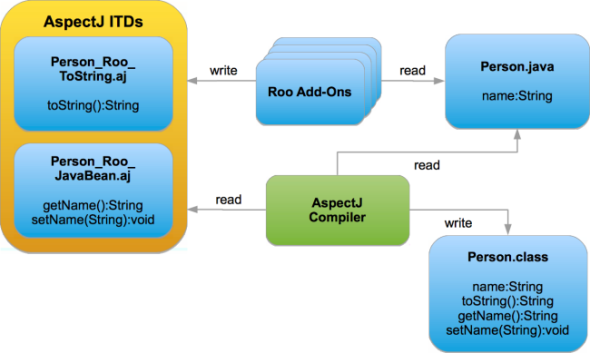 AspectJ ITDs
Person_Roo_
ToString.aj
toString():String
Person_Roo_
JavaBean.aj
getName():String
setName(String):void
write
Roo Add-Ons
read
Person.java
name:String
read
read
AspectJ
Compiler
write
Person.class
name:String
toString():String
getName():String
setName(String):void